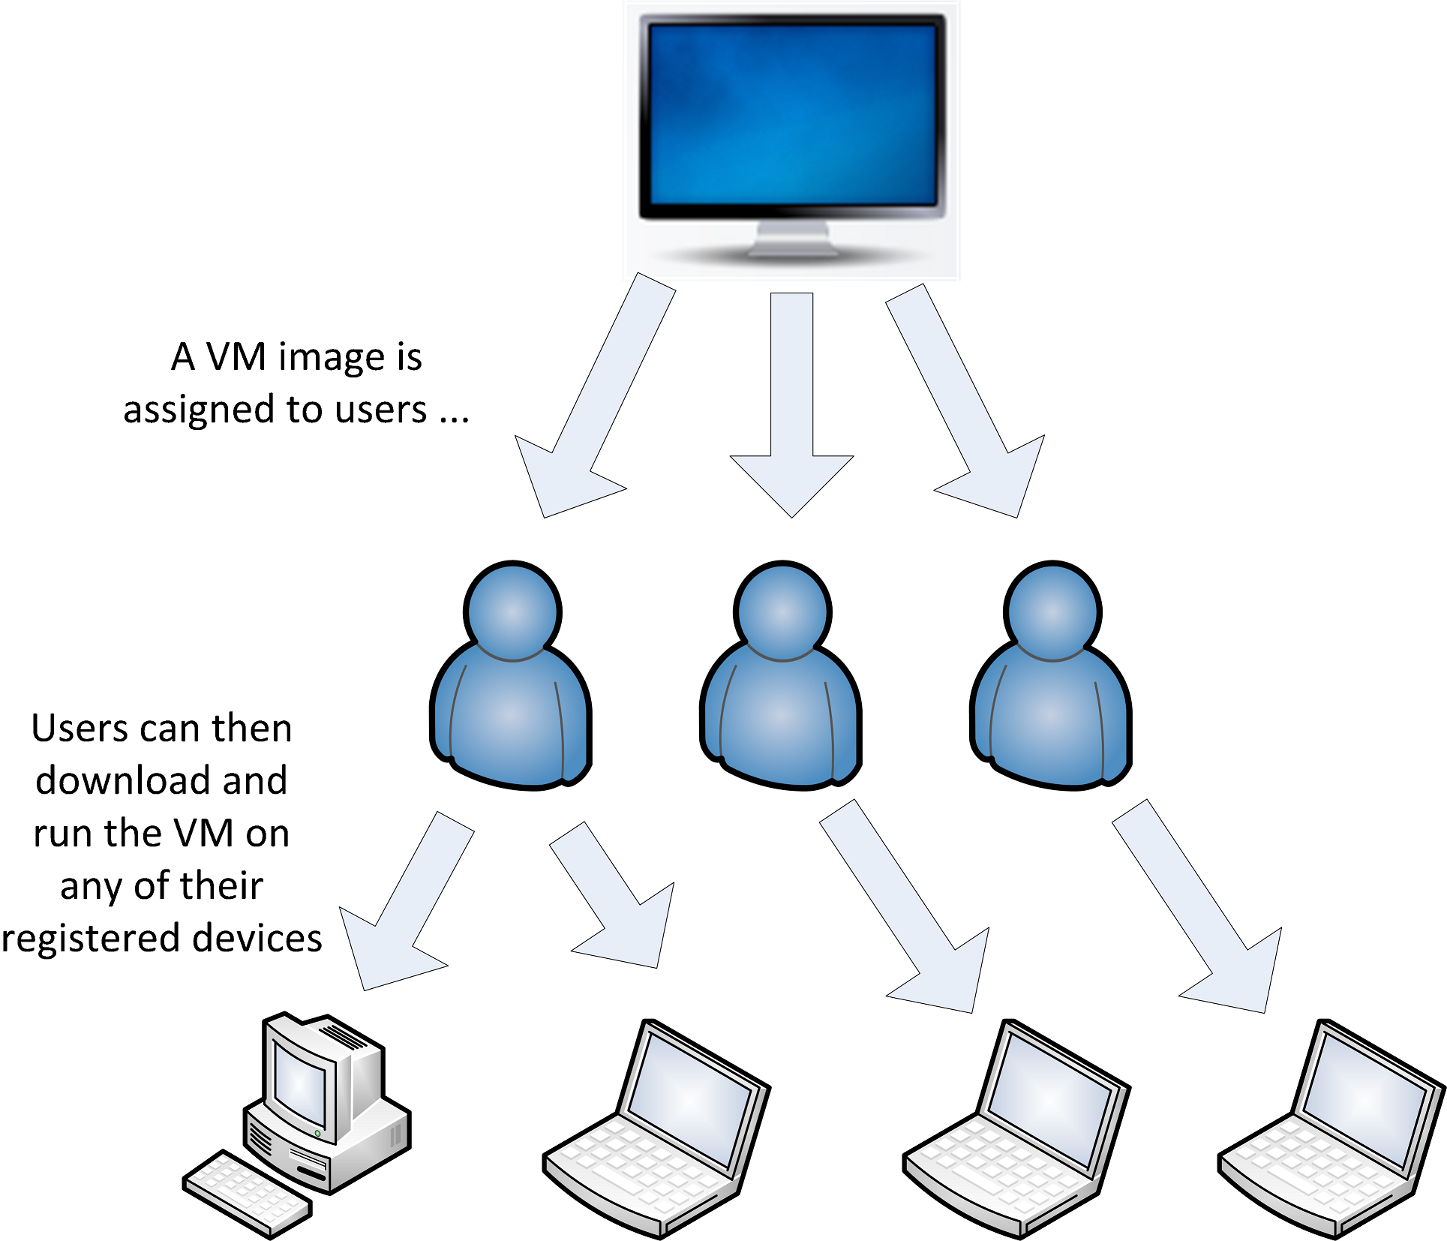 A VM image is
assigned to users ...
Users can then
download and
run the VM on
any of their
registered devices